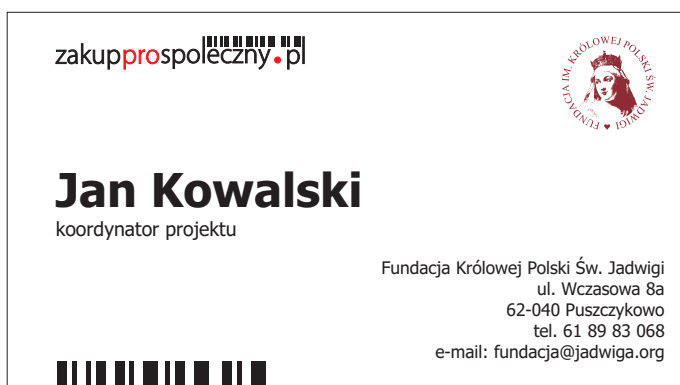 zakupprospołeczny.pl
FUNDACJA IM. KRÓLOWEJ POLSKI ŚW. JADWIGI
Jan Kowalski
koordynator projektu
Fundacja Królowej Polski Św. Jadwigi
ul. Wczasowa 8a
62-040 Puszczykowo
tel. 61 89 83 068
e-mail: fundacja@jadwiga.org